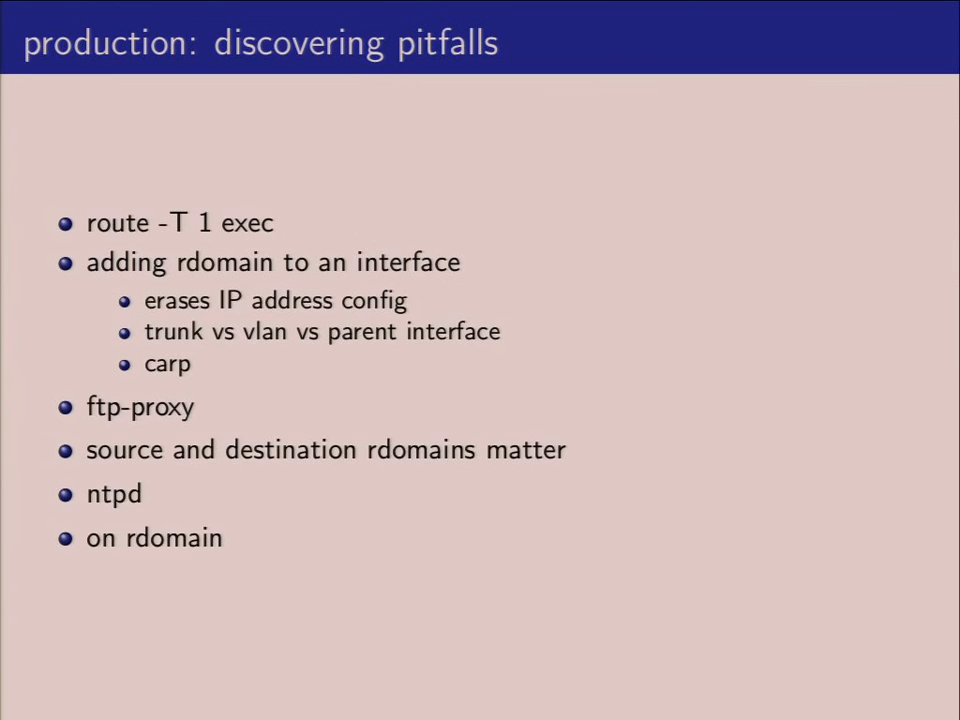 production: discovering pitfalls
route -T 1 exec
adding rdomain to an interface
erases IP address config
trunk vs vlan vs parent interface
carp
ftp-proxy
source and destination rdomains matter
ntpd
on rdomain